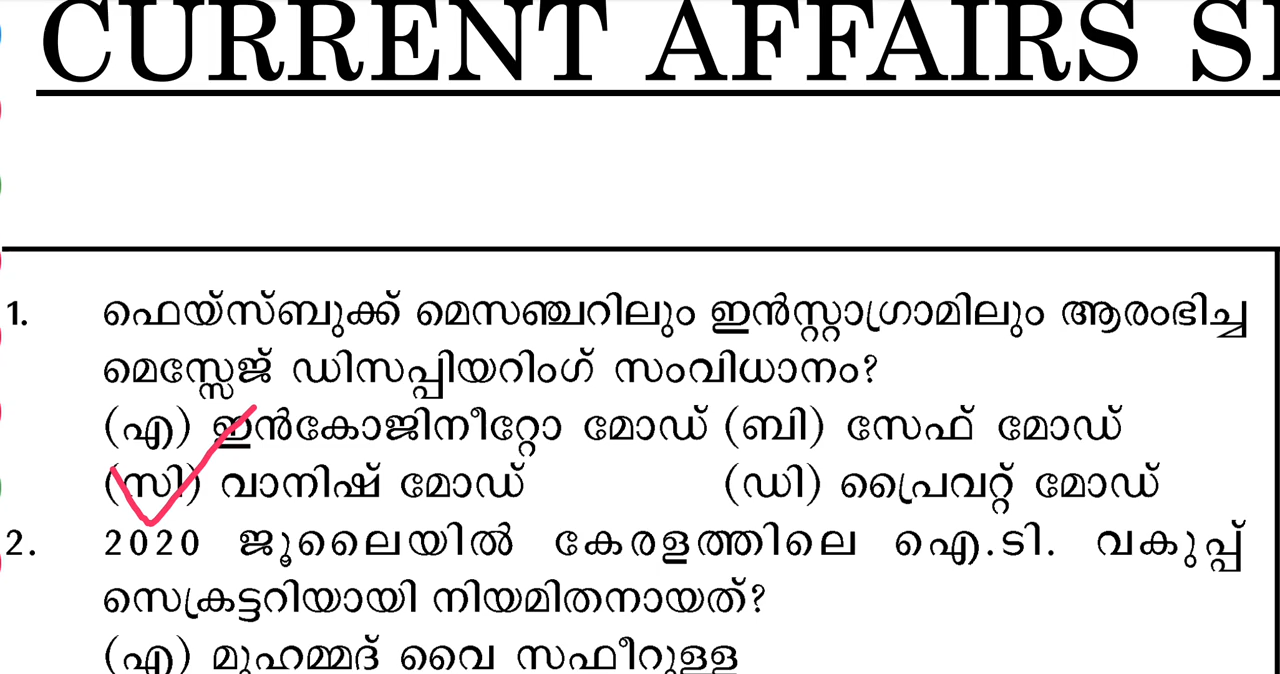 CURRENT AFFAIRS
1. ഫെയ്സ്ബുക്ക് മെസഞ്ചറിലും ഇൻസ്റ്റാഗ്രാമിലും ആരംഭിച്ച
മെസ്സേജ് ഡിസപ്പിയറിംഗ് സംവിധാനം?
(എ) ഇൻകോജിനീറ്റോ മോഡ് (ബി) സേഫ് മോഡ്
(സി) വാനിഷ് മോഡ് (ഡി) പ്രൈവറ്റ് മോഡ്
2. 2020 ജൂലൈയിൽ കേരളത്തിലെ ഐ.ടി. വകുപ്പ്
സെക്രട്ടറിയായി നിയമിതനായത്?
(എ) മുഹമ്മദ് വൈ സഫീറുള്ള